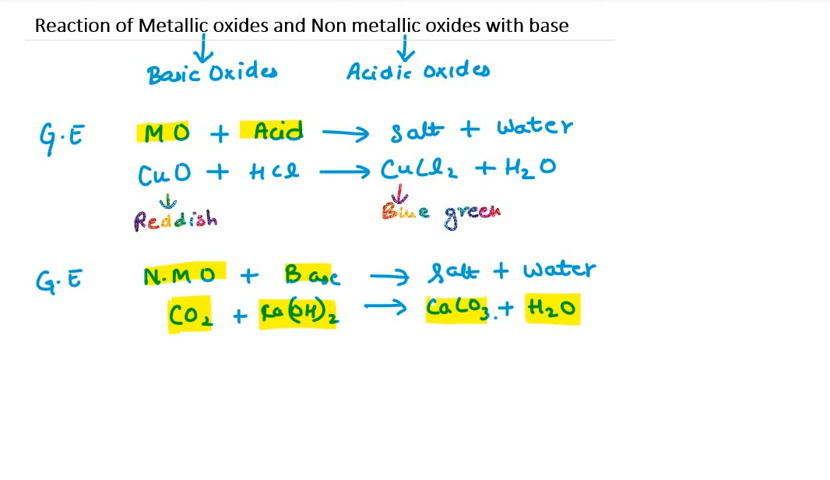 Reaction of Metallic oxides and Non metallic oxides with base
↓ ↓
Basic Oxides Acidic Oxides
G.E MO + Acid → Salt + Water
CuO + HCl → CuCl₂ + H₂O
↓ ↓
Reddish Blue green
G.E N.MO + Base → Salt + Water
CO₂ + Ca(OH)₂ → CaCO₃ + H₂O